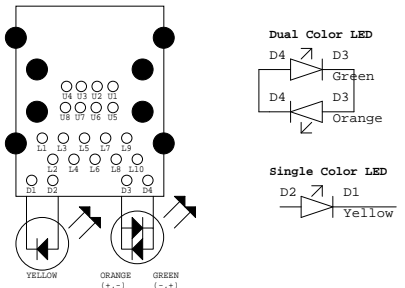 U4 U3 U2 U1
U8 U7 U6 U5
L1 L3 L5 L7 L9
L2 L4 L6 L8 L10
D1 D2 D3 D4
YELLOW
ORANGE GREEN
(+,-) (-,+)
Dual Color LED
D4 D3
Green
D4 D3
Orange
Single Color LED
D2 D1
Yellow